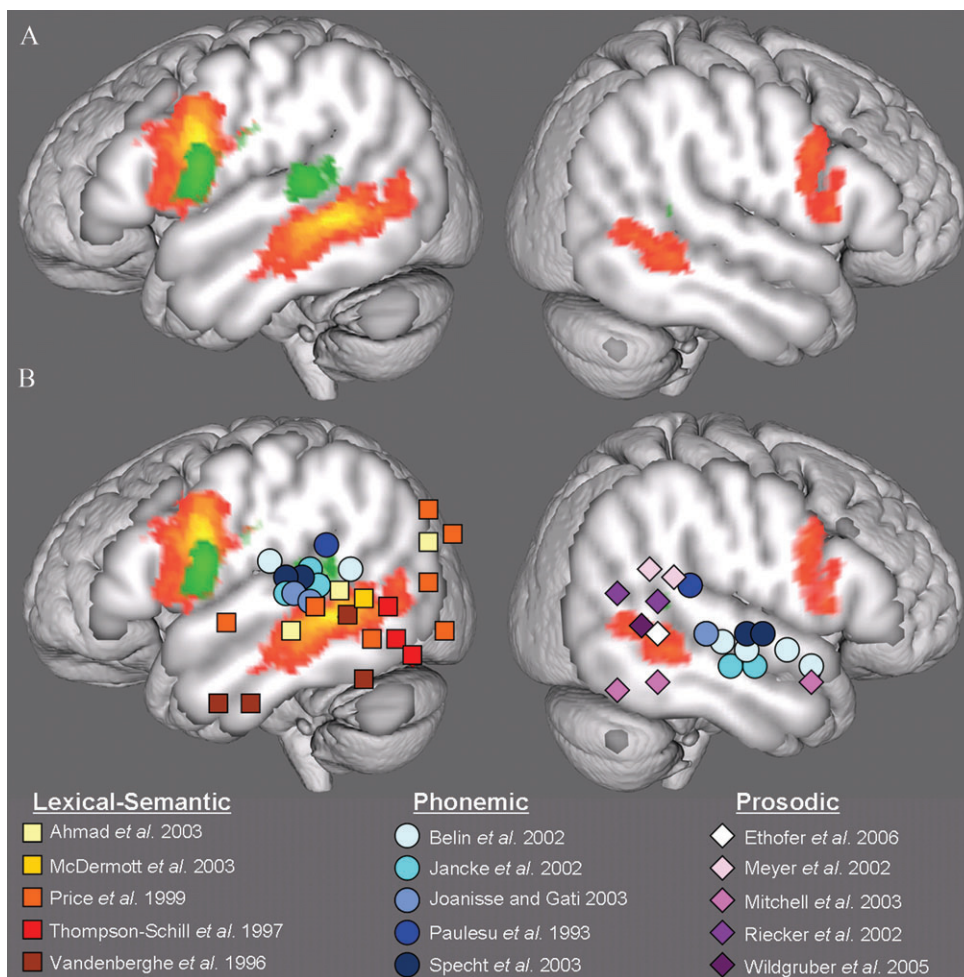 A
B
Lexical-Semantic
Ahmad et al. 2003
McDermott et al. 2003
Price et al. 1999
Thompson-Schill et al. 1997
Vandenberghe et al. 1996
Phonemic
Belin et al. 2002
Jancke et al. 2002
Joanisse and Gati 2003
Paulesu et al. 1993
Specht et al. 2003
Prosodic
Ethofer et al. 2006
Meyer et al. 2002
Mitchell et al. 2003
Riecker et al. 2002
Wildgruber et al. 2005